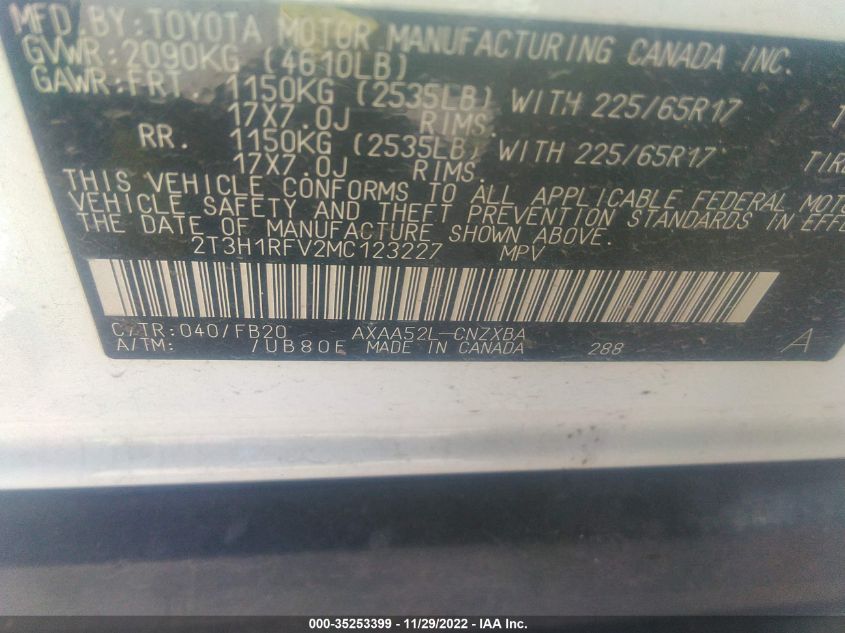 MFD. BY: TOYOTA MOTOR MANUFACTURING CANADA INC.
GVWR: 2090KG (4610LB)
GAWR: FRT. 1150KG (2535LB) WITH 225/65R17
17X7.0J RIMS.
RR. 1150KG (2535LB) WITH 225/65R17 TIRE
17X7.0J RIMS.
THIS VEHICLE CONFORMS TO ALL APPLICABLE FEDERAL MOTO
VEHICLE SAFETY AND THEFT PREVENTION STANDARDS IN EFFE
THE DATE OF MANUFACTURE SHOWN ABOVE.
2T3H1RFV2MC123227 MPV
C/TR: 040/FB20 AXAA52L-CNZXBA
A/TM: /UB80E MADE IN CANADA 288 A
000-35253399 - 11/29/2022 - IAA Inc.